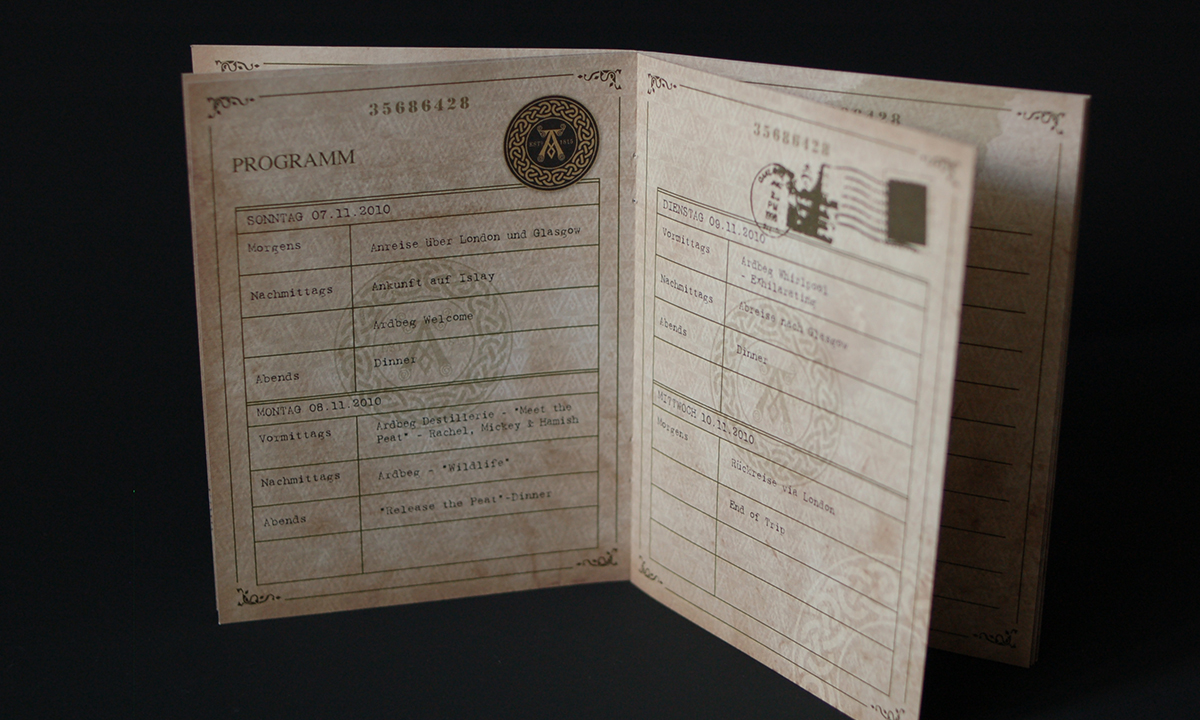 35686428
ESTD 1815
PROGRAMM
SONNTAG 07.11.2010
Morgens Anreise über London und Glasgow
Nachmittags Ankunft auf Islay
Ardbeg Welcome
Abends Dinner
MONTAG 08.11.2010
Vormittags Ardbeg Destillerie - "Meet the
Peat" - Rachel, Mickey & Hamish
Nachmittags Ardbeg - "Wildlife"
Abends "Release the Peat"-Dinner
35686428
PM
DIENSTAG 09.11.2010
Vormittags Ardbeg Whirlpool
- Exhilarating
Nachmittags Abreise nach Glasgow
Abends Dinner
MITTWOCH 10.11.2010
Morgens Rückreise via London
End of Trip